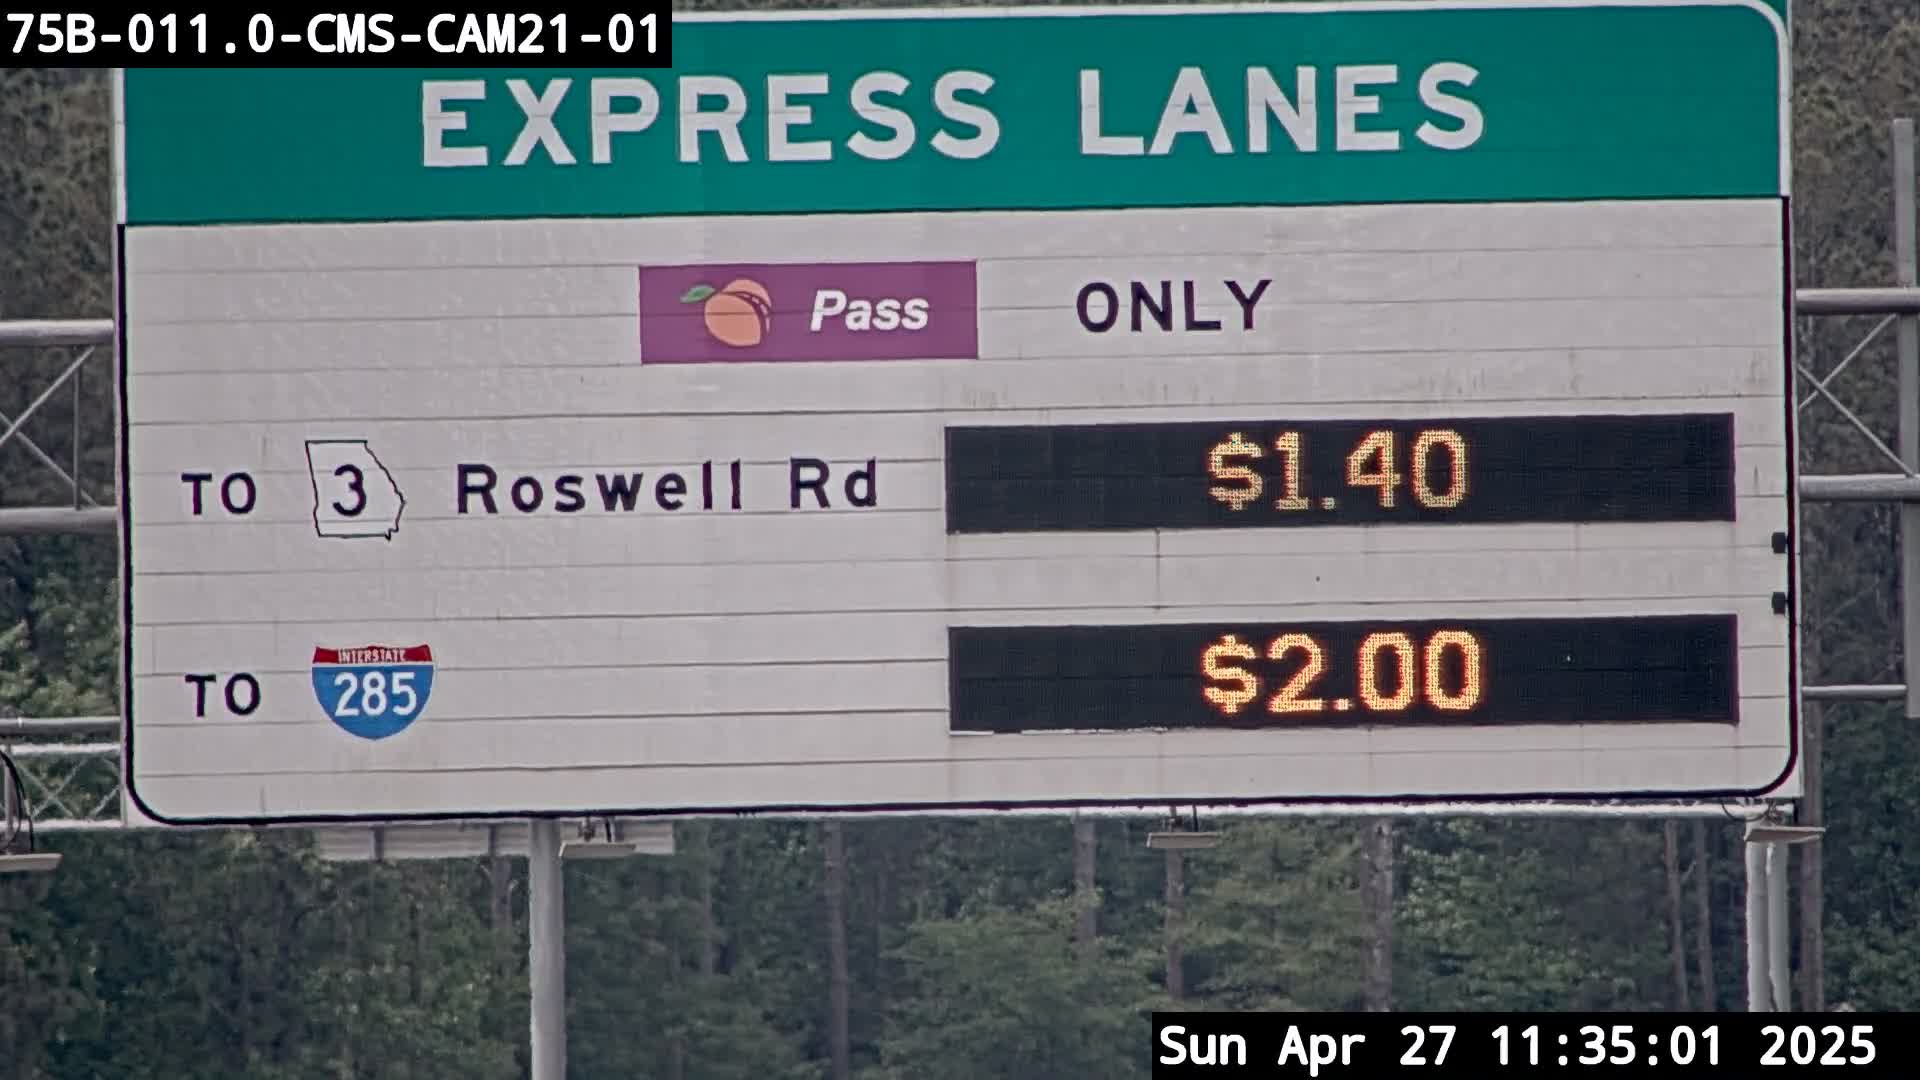 75B-011.0-CMS-CAM21-01
EXPRESS LANES
Pass ONLY
TO 3 Roswell Rd $1.40
INTERSTATE
TO 285 $2.00
Sun Apr 27 11:35:01 2025